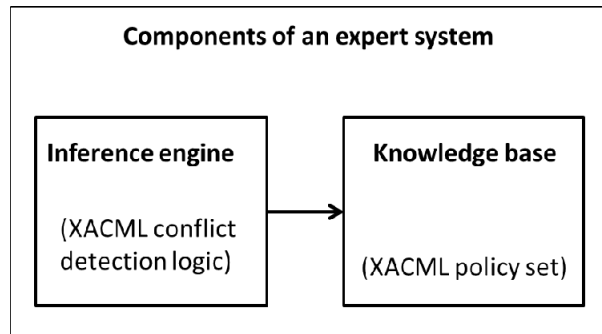 Components of an expert system
Inference engine
(XACML conflict
detection logic)
Knowledge base
(XACML policy set)